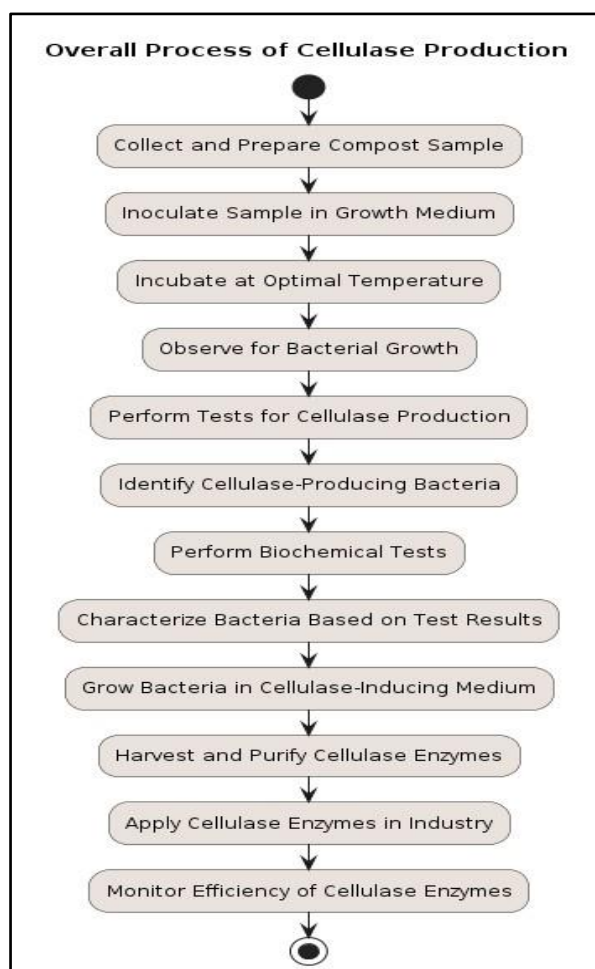 Overall Process of Cellulase Production
Collect and Prepare Compost Sample
Inoculate Sample in Growth Medium
Incubate at Optimal Temperature
Observe for Bacterial Growth
Perform Tests for Cellulase Production
Identify Cellulase-Producing Bacteria
Perform Biochemical Tests
Characterize Bacteria Based on Test Results
Grow Bacteria in Cellulase-Inducing Medium
Harvest and Purify Cellulase Enzymes
Apply Cellulase Enzymes in Industry
Monitor Efficiency of Cellulase Enzymes